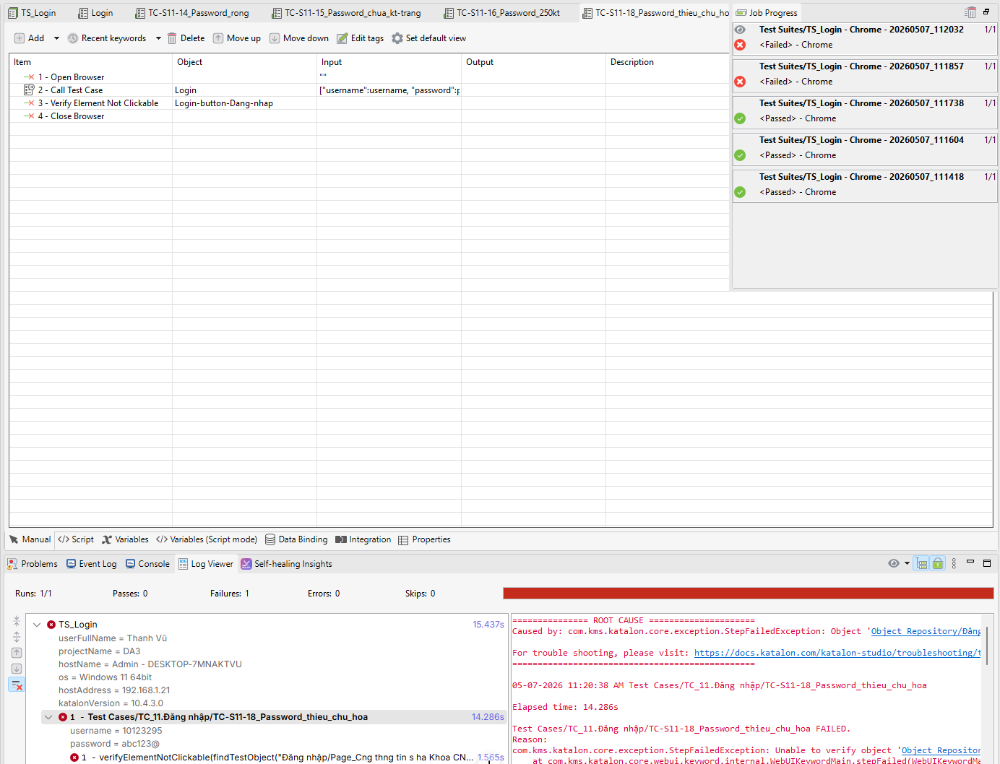 TS_Login
Login
TC-S11-14_Password_rong
TC-S11-15_Password_chua_kt-trang
TC-S11-16_Password_250kt
TC-S11-18_Password_thieu_chu_ho
Job Progress
Add
Recent keywords
Delete
Move up
Move down
Edit tags
Set default view
Test Suites/TS_Login - Chrome - 20260507_112032 1/1
<Failed> - Chrome
Test Suites/TS_Login - Chrome - 20260507_111857 1/1
<Failed> - Chrome
Test Suites/TS_Login - Chrome - 20260507_111738 1/1
<Passed> - Chrome
Test Suites/TS_Login - Chrome - 20260507_111604 1/1
<Passed> - Chrome
Test Suites/TS_Login - Chrome - 20260507_111418 1/1
<Passed> - Chrome
Item Object Input Output Description
1 - Open Browser ""
2 - Call Test Case Login ["username":username, "password":p
3 - Verify Element Not Clickable Login-button-Dang-nhap
4 - Close Browser
Manual
</> Script
Variables
</> Variables (Script mode)
Data Binding
Integration
Properties
Problems
Event Log
Console
Log Viewer
Self-healing Insights
Runs: 1/1 Passes: 0 Failures: 1 Errors: 0 Skips: 0
TS_Login 15.437s
userFullName = Thanh Vũ
projectName = DA3
hostName = Admin - DESKTOP-7MNAKTVU
os = Windows 11 64bit
hostAddress = 192.168.1.21
katalonVersion = 10.4.3.0
1 - Test Cases/TC_11.Đăng nhập/TC-S11-18_Password_thieu_chu_hoa 14.286s
username = 10123295
password = abc123@
1 - verifyElementNotClickable(findTestObject("Đăng nhập/Page_Cng thng tin s ha Khoa CN... 1.565s
=============== ROOT CAUSE =====================
Caused by: com.kms.katalon.core.exception.StepFailedException: Object 'Object Repository/Đăng
For trouble shooting, please visit: https://docs.katalon.com/katalon-studio/troubleshooting/t
================================================
05-07-2026 11:20:38 AM Test Cases/TC_11.Đăng nhập/TC-S11-18_Password_thieu_chu_hoa
Elapsed time: 14.286s
Test Cases/TC_11.Đăng nhập/TC-S11-18_Password_thieu_chu_hoa FAILED.
Reason:
com.kms.katalon.core.exception.StepFailedException: Unable to verify object 'Object Repositor
at com.kms.katalon.core.webui.keyword.internal.WebUIKeywordMain.stepFailed(WebUIKeywordMa